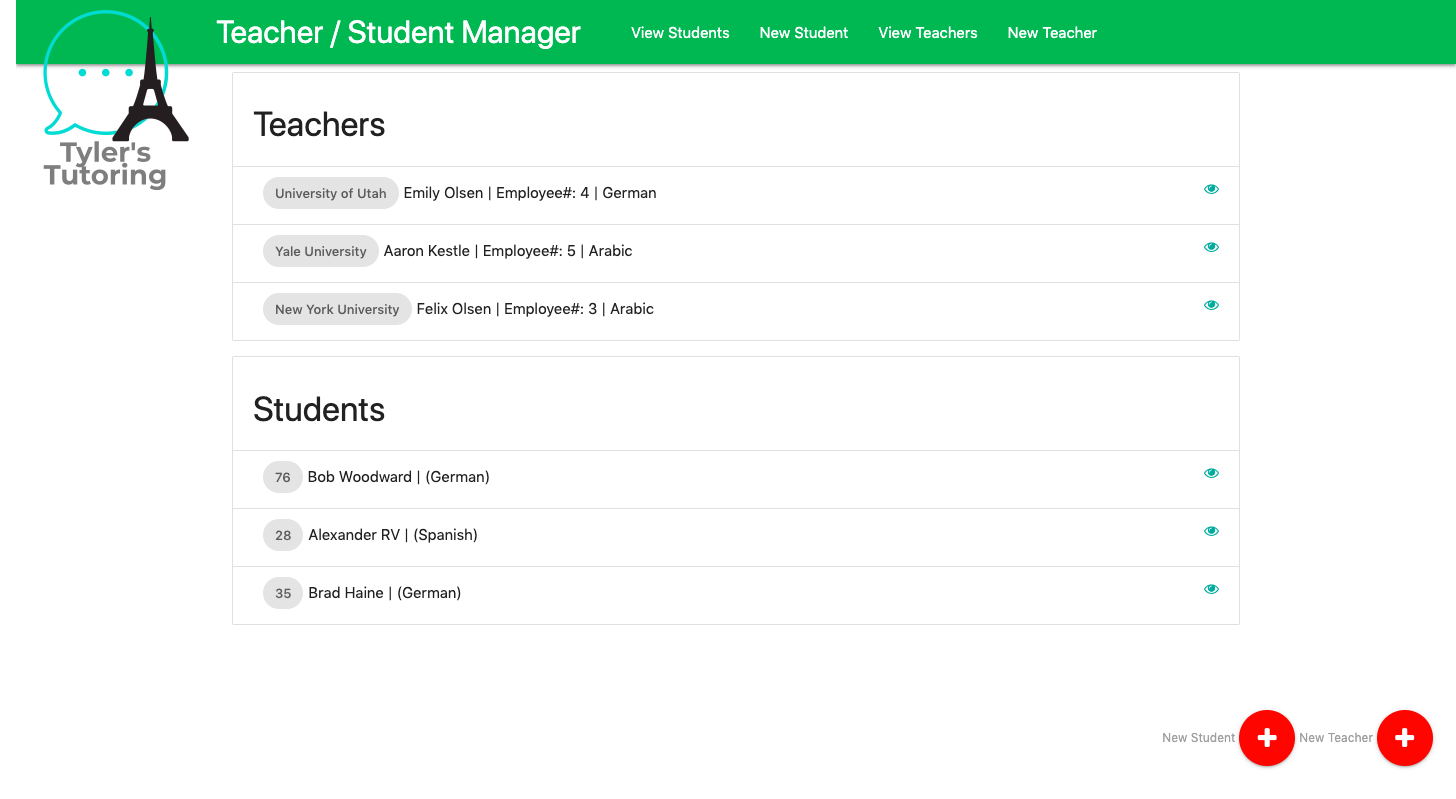 Teacher / Student Manager View Students New Student View Teachers New Teacher
Tyler's
Tutoring
Teachers
University of Utah Emily Olsen | Employee#: 4 | German
Yale University Aaron Kestle | Employee#: 5 | Arabic
New York University Felix Olsen | Employee#: 3 | Arabic
Students
76 Bob Woodward | (German)
28 Alexander RV | (Spanish)
35 Brad Haine | (German)
New Student New Teacher